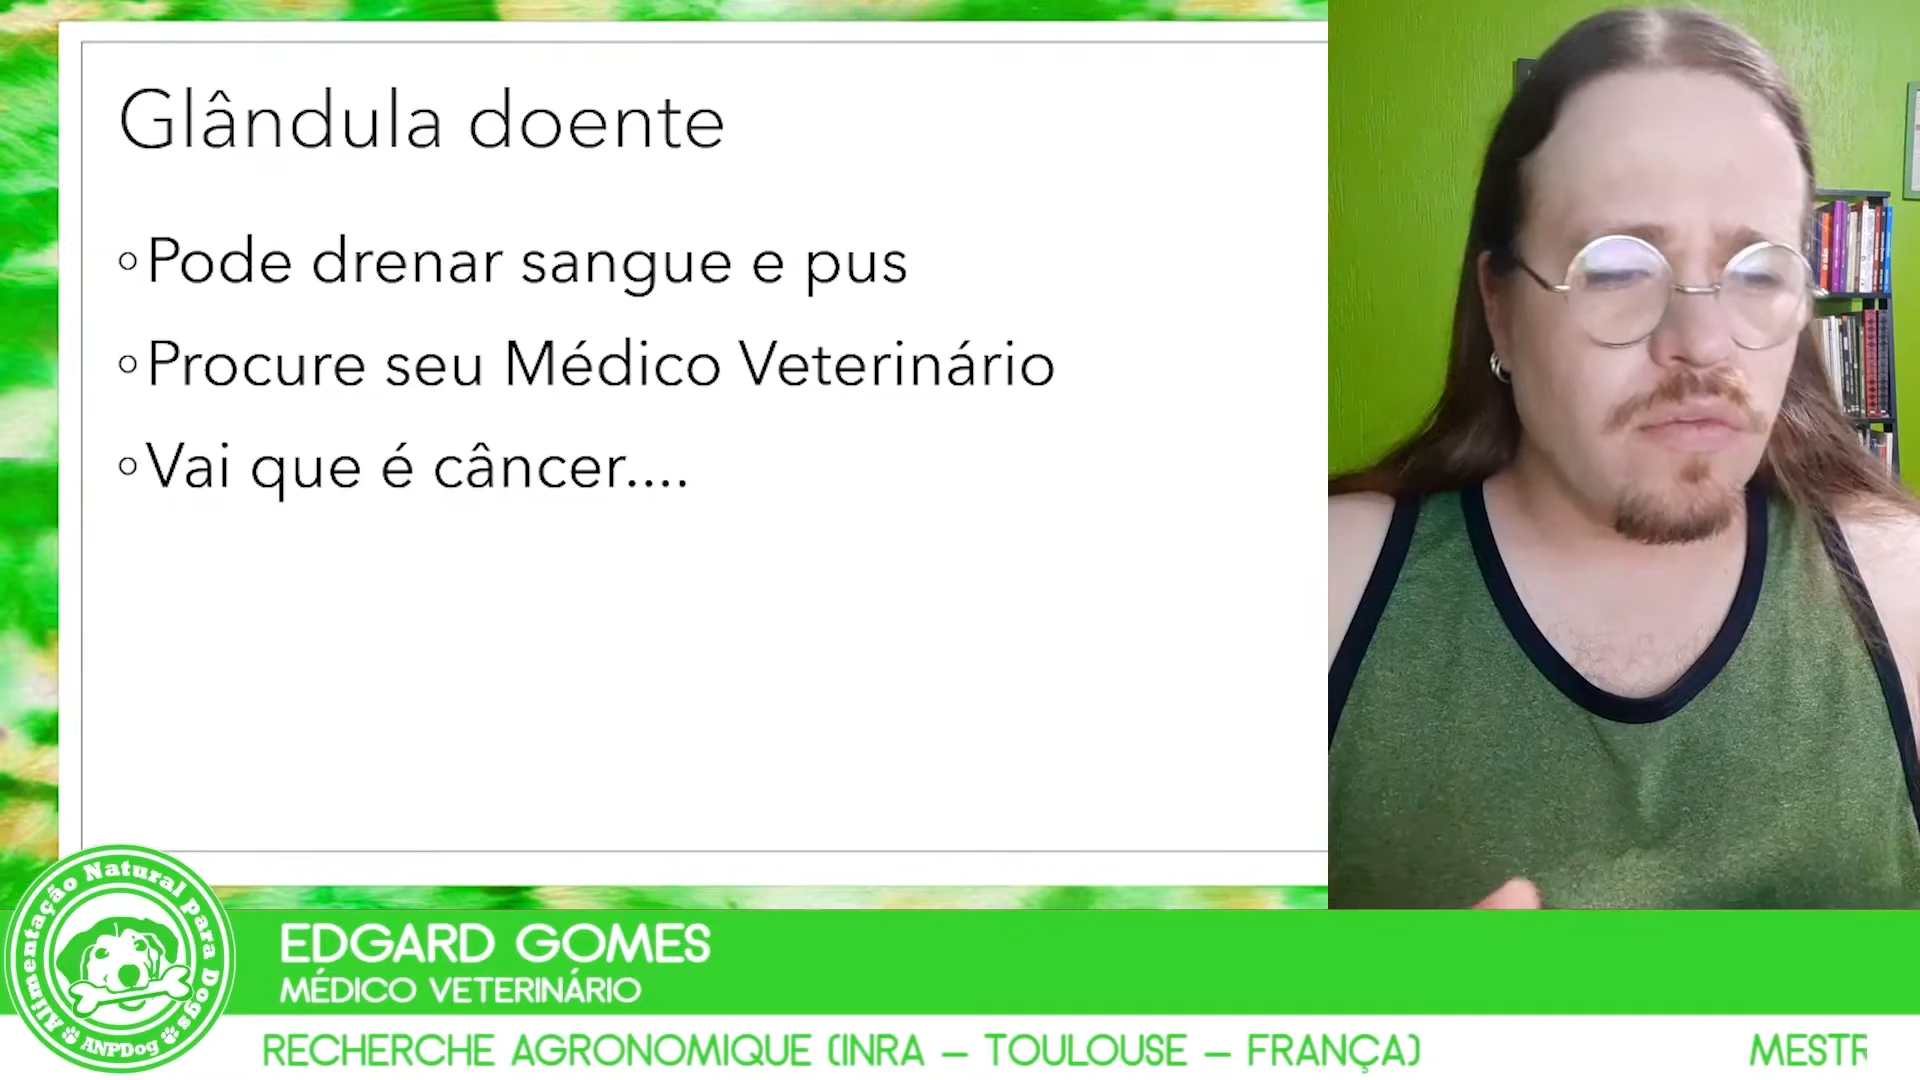 Glândula doente
Pode drenar sangue e pus
Procure seu Médico Veterinário
Vai que é câncer....
Alimentação Natural para Dogs
ANPDog
EDGARD GOMES
MÉDICO VETERINÁRIO
RECHERCHE AGRONOMIQUE (INRA – TOULOUSE – FRANÇA)
MESTR